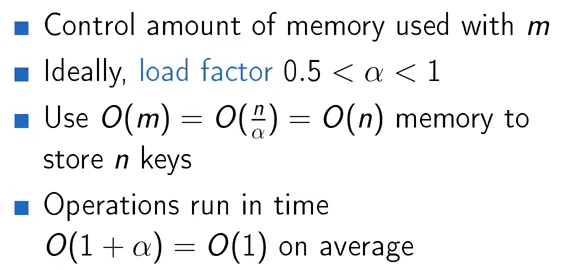 ■ Control amount of memory used with m
■ Ideally, load factor 0.5 < α < 1
■ Use O(m) = O(n/α) = O(n) memory to
store n keys
■ Operations run in time
O(1 + α) = O(1) on average